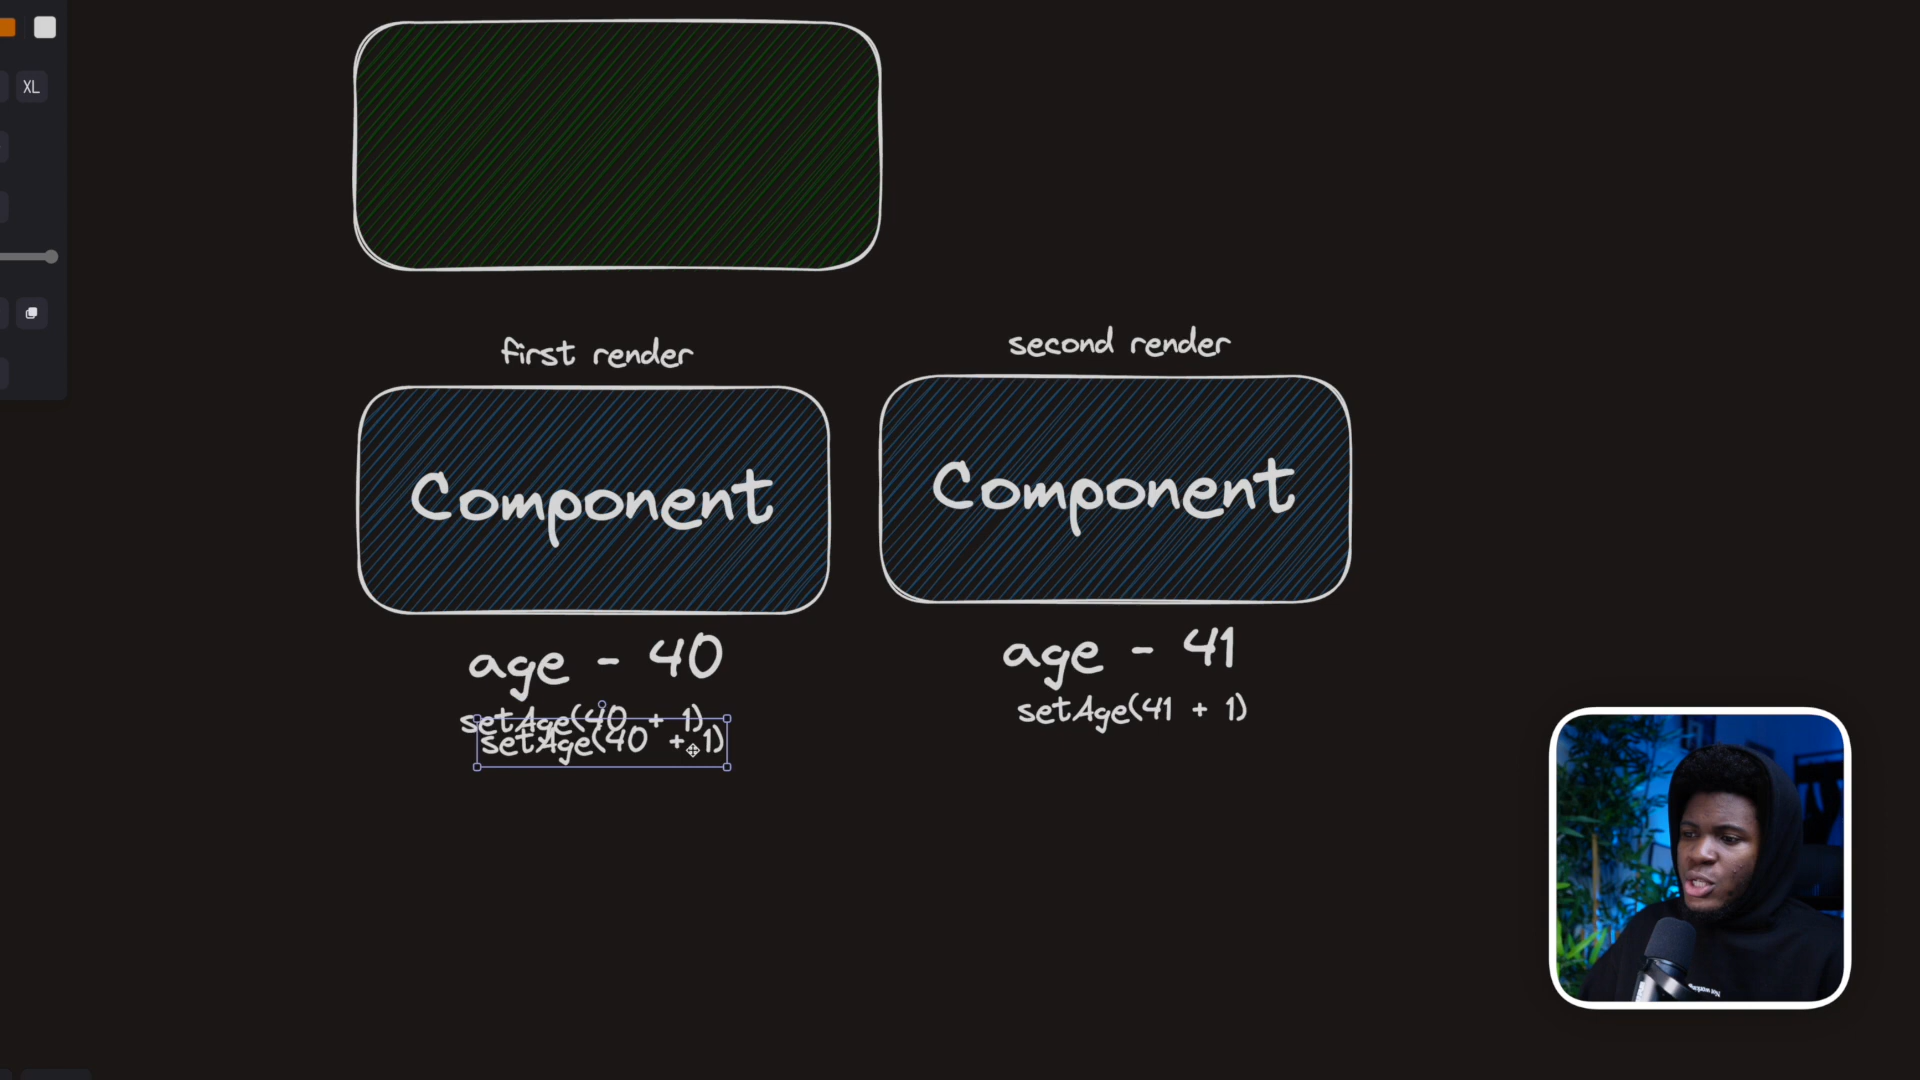 XL
first render
second render
Component
Component
age - 40
age - 41
setAge(40 + 1)
setAge(41 + 1)
setAge(40 + 1)